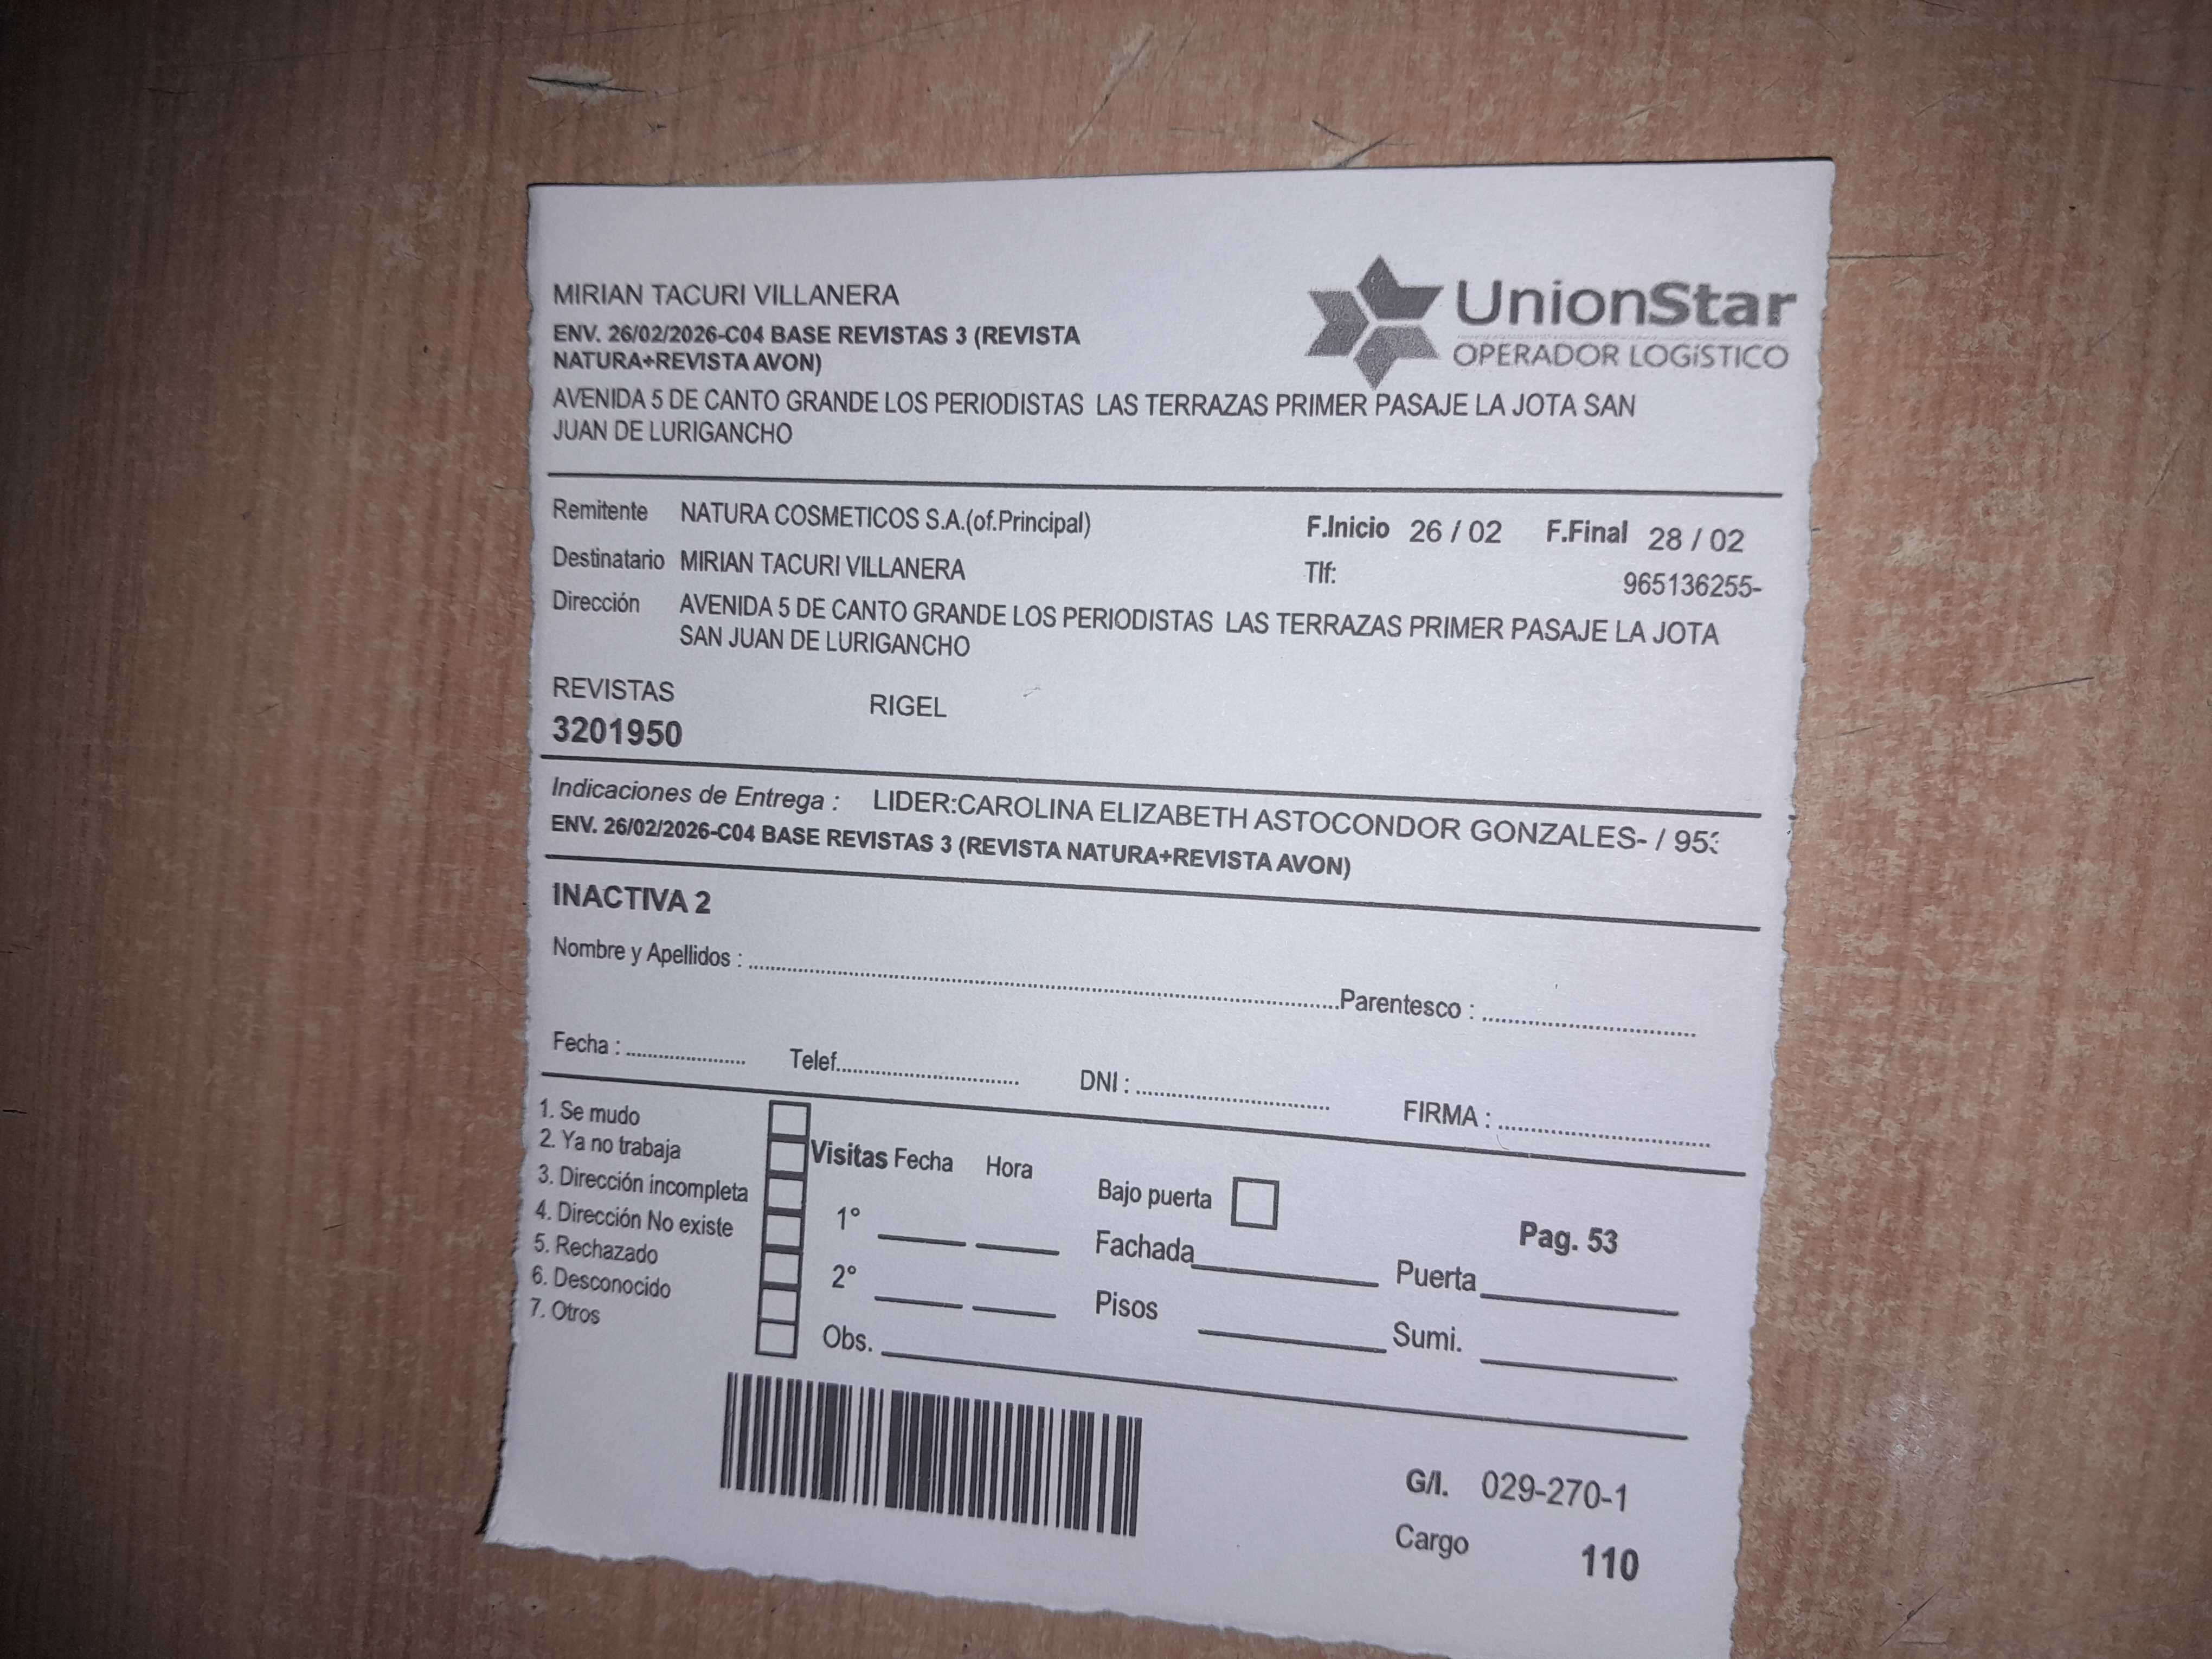 MIRIAN TACURI VILLANERA
ENV. 26/02/2026-C04 BASE REVISTAS 3 (REVISTA
NATURA+REVISTA AVON)
UnionStar
OPERADOR LOGíSTICO
AVENIDA 5 DE CANTO GRANDE LOS PERIODISTAS LAS TERRAZAS PRIMER PASAJE LA JOTA SAN
JUAN DE LURIGANCHO
Remitente NATURA COSMETICOS S.A.(of.Principal) F.Inicio 26 / 02 F.Final 28 / 02
Destinatario MIRIAN TACURI VILLANERA Tlf: 965136255-
Dirección AVENIDA 5 DE CANTO GRANDE LOS PERIODISTAS LAS TERRAZAS PRIMER PASAJE LA JOTA
SAN JUAN DE LURIGANCHO
REVISTAS RIGEL
3201950
Indicaciones de Entrega : LIDER:CAROLINA ELIZABETH ASTOCONDOR GONZALES- / 95
ENV. 26/02/2026-C04 BASE REVISTAS 3 (REVISTA NATURA+REVISTA AVON)
INACTIVA 2
Nombre y Apellidos : Parentesco :
Fecha : Telef. DNI : FIRMA :
1. Se mudo
2. Ya no trabaja
3. Dirección incompleta
4. Dirección No existe
5. Rechazado
6. Desconocido
7. Otros
Visitas Fecha Hora
1°
2°
Obs.
Bajo puerta
Fachada
Pisos
Pag. 53
Puerta
Sumi.
G/I. 029-270-1
Cargo 110